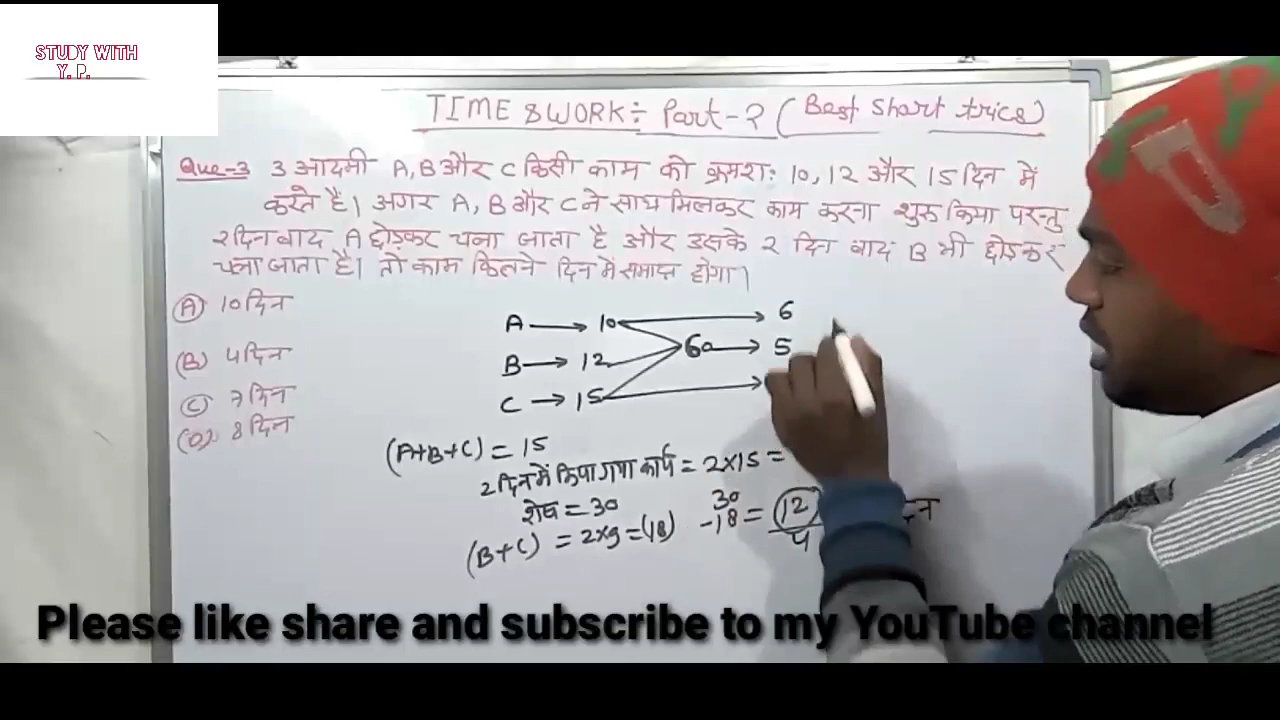 STUDY WITH
Y. P.
TIME & WORK:- Part-2 (Best Short trics)
Que-3 3 आदमी A, B और C किसी काम को क्रमशः 10, 12 और 15 दिन में
करते हैं। अगर A, B और C ने साथ मिलकर काम करना शुरू किया परन्तु
2 दिन बाद A छोड़कर चला जाता है और उसके 2 दिन बाद B भी छोड़कर
चला जाता है। तो काम कितने दिन में समाप्त होगा।
(A) 10 दिन
(B) 4 दिन
(C) 7 दिन
(D) 8 दिन
A → 10 → 6
B → 12 60 → 5
C → 15 →
(A+B+C) = 15
2 दिन में किया गया कार्य = 2×15 =
शेष = 30
(B+C) = 2×9 = (18) 30 -18 = 12/4
Please like share and subscribe to my YouTube channel